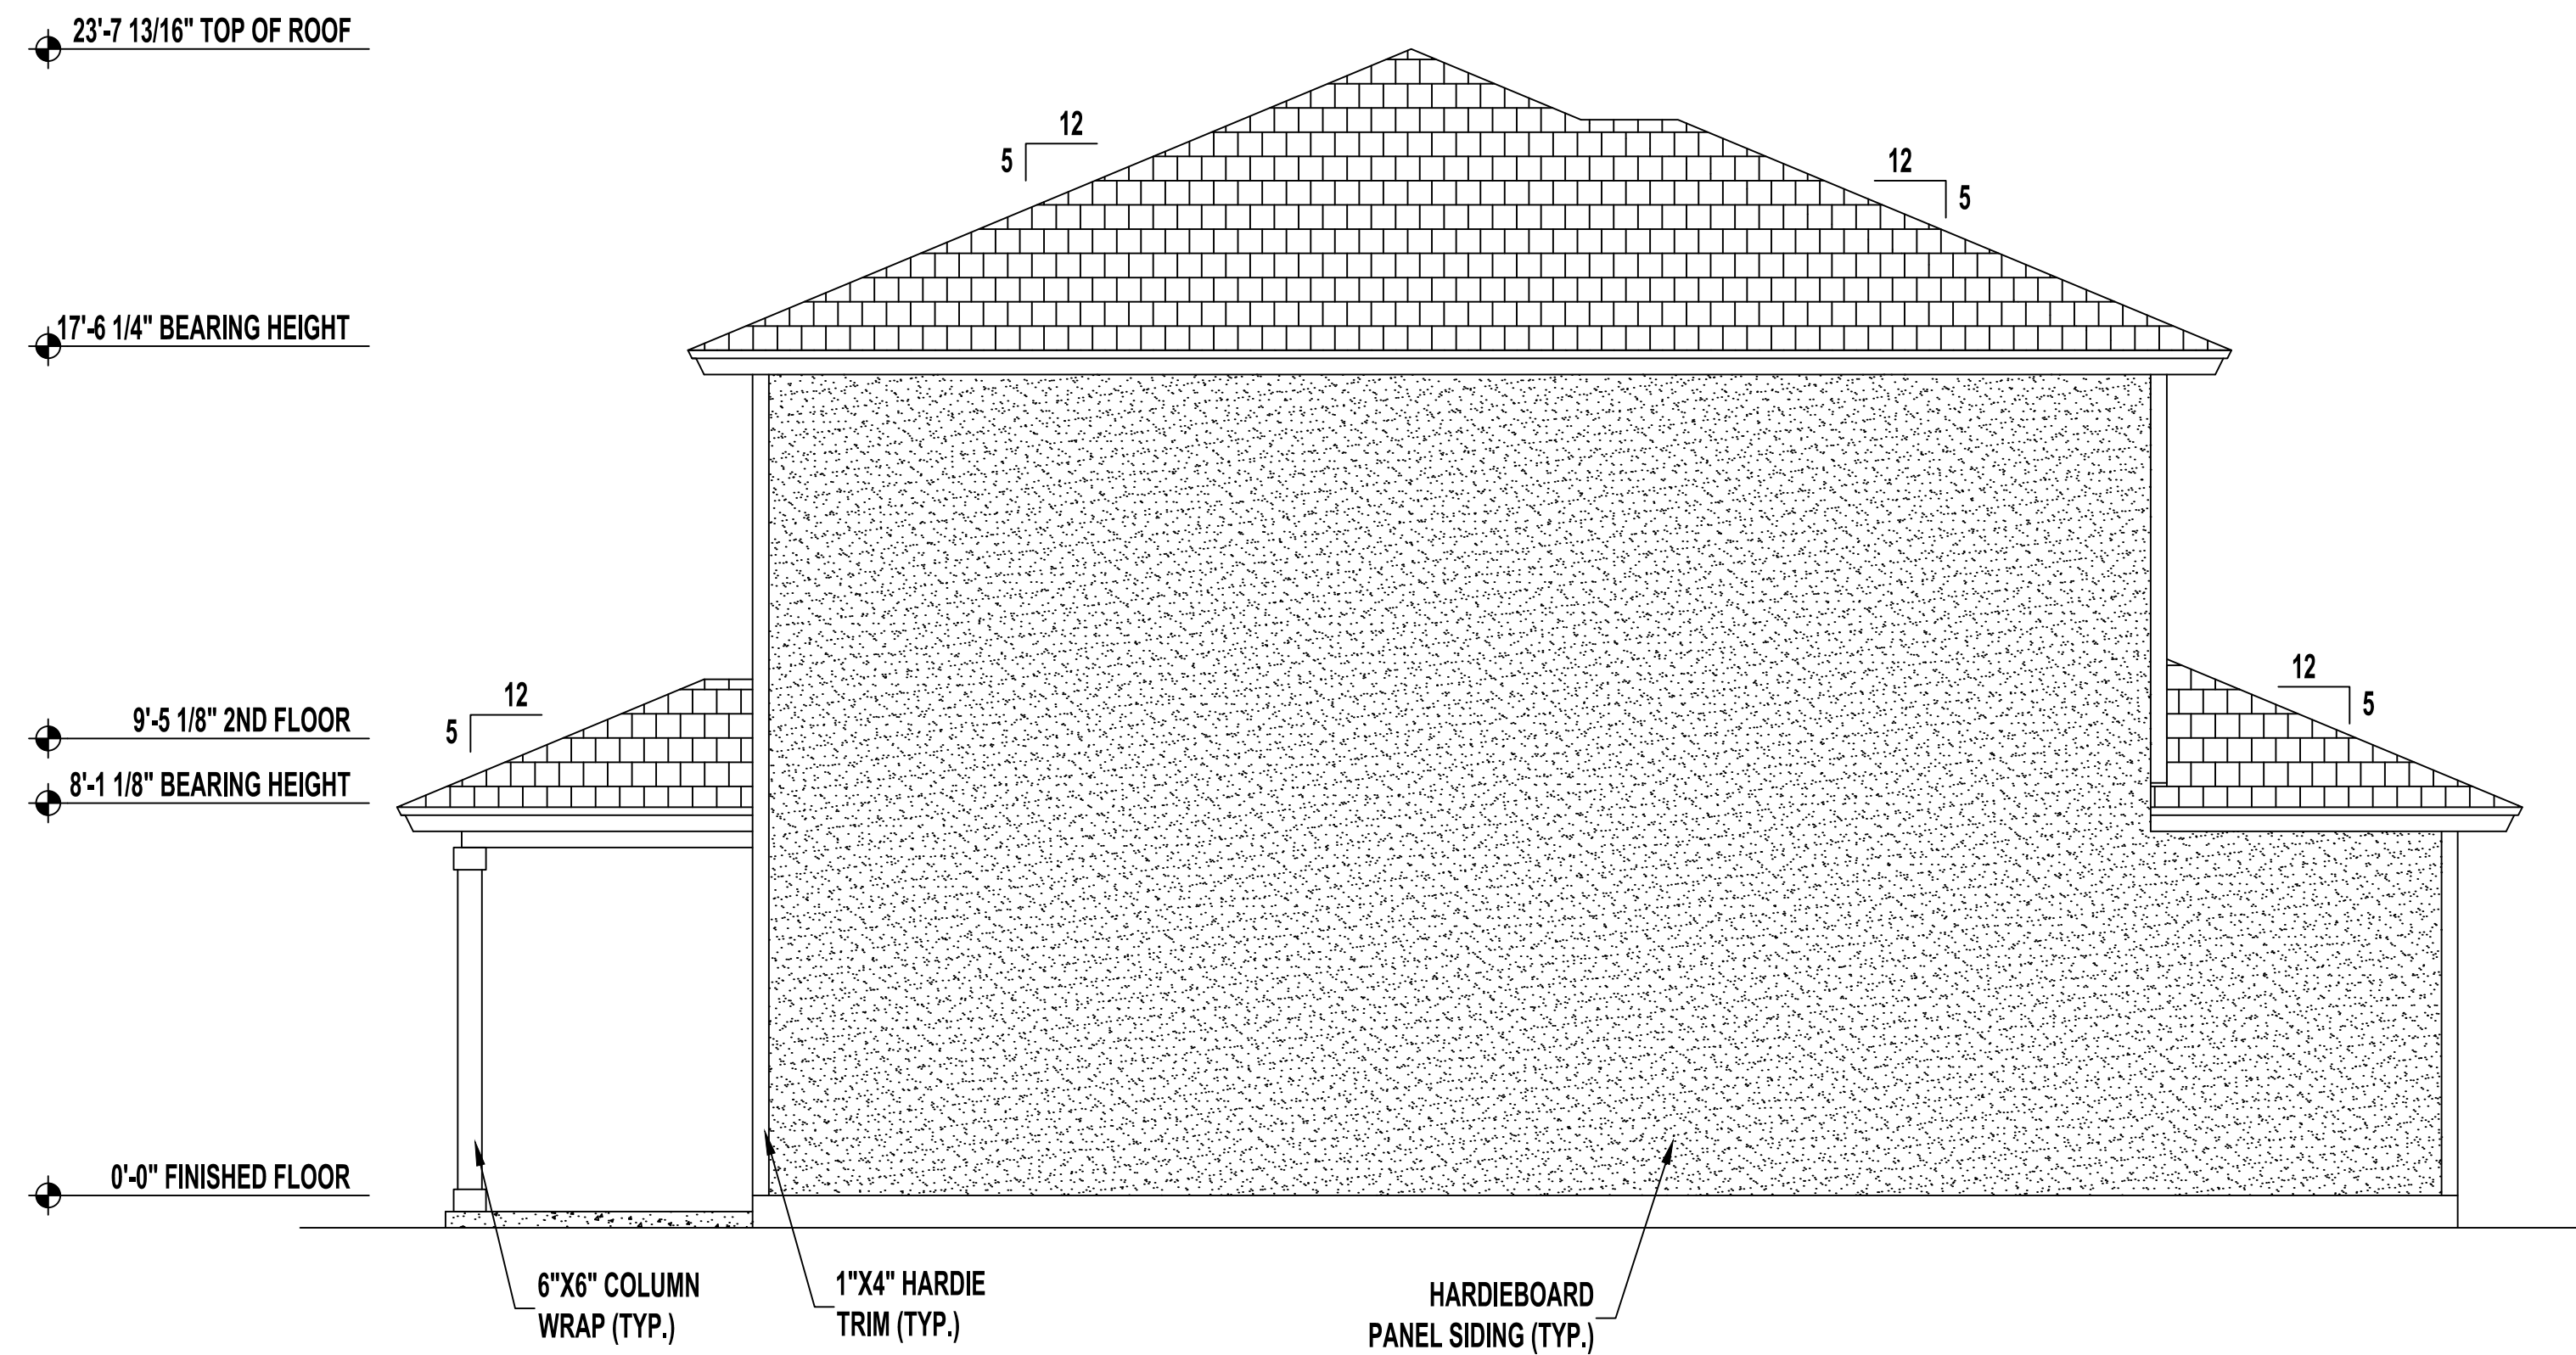 23'-7 13/16" TOP OF ROOF
12
5
12
5
17'-6 1/4" BEARING HEIGHT
12
5
12
5
9'-5 1/8" 2ND FLOOR
8'-1 1/8" BEARING HEIGHT
0'-0" FINISHED FLOOR
6"X6" COLUMN
WRAP (TYP.)
1"X4" HARDIE
TRIM (TYP.)
HARDIEBOARD
PANEL SIDING (TYP.)